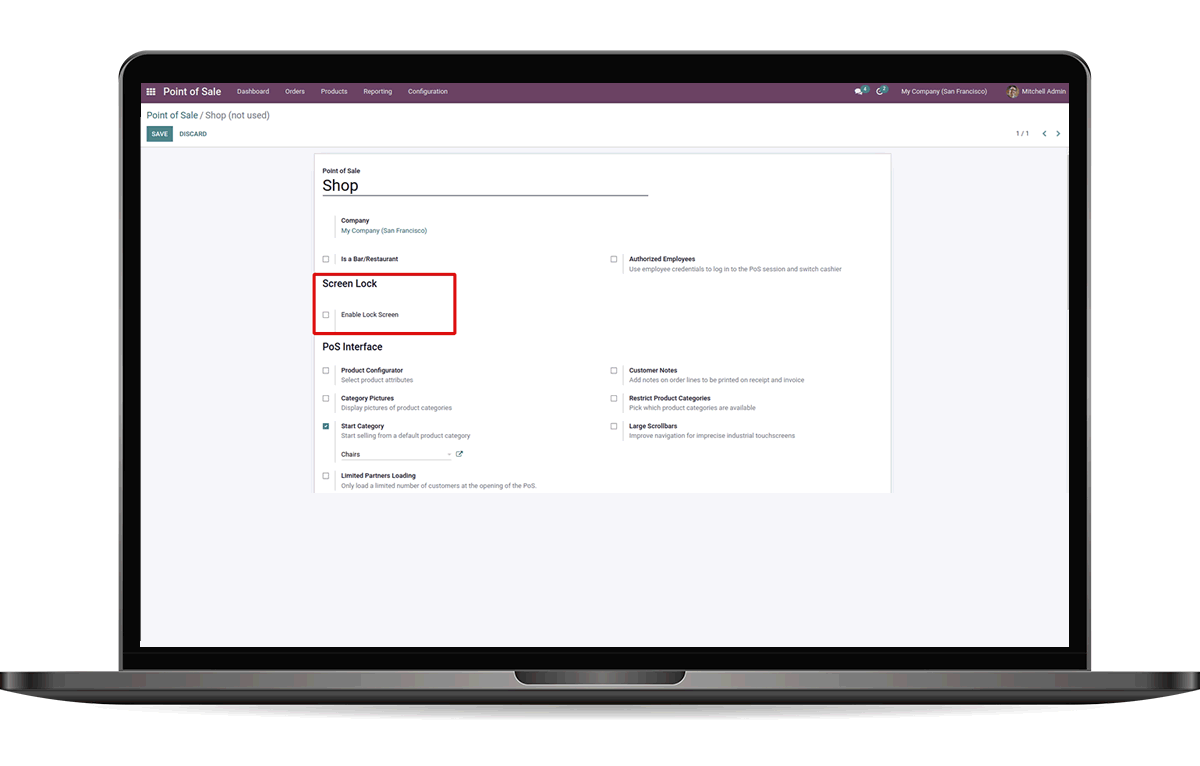 Point of Sale Dashboard Orders Products Reporting Configuration 4 2 My Company (San Francisco) Mitchell Admin
Point of Sale / Shop (not used)
SAVE DISCARD 1 / 1
Point of Sale
Shop
Company
My Company (San Francisco)
Is a Bar/Restaurant
Authorized Employees
Use employee credentials to log in to the PoS session and switch cashier
Screen Lock
Enable Lock Screen
PoS Interface
Product Configurator
Select product attributes
Customer Notes
Add notes on order lines to be printed on receipt and invoice
Category Pictures
Display pictures of product categories
Restrict Product Categories
Pick which product categories are available
Start Category
Start selling from a default product category
Chairs
Large Scrollbars
Improve navigation for imprecise industrial touchscreens
Limited Partners Loading
Only load a limited number of customers at the opening of the PoS.